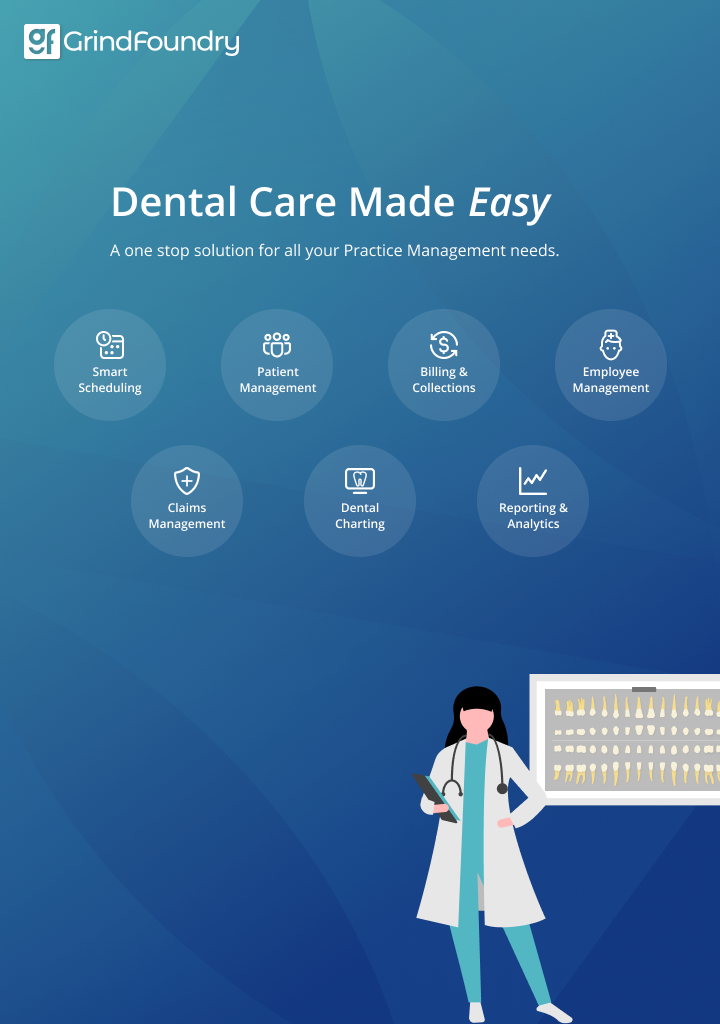 gf GrindFoundry
Dental Care Made Easy
A one stop solution for all your Practice Management needs.
Smart
Scheduling
Patient
Management
Billing &
Collections
Employee
Management
Claims
Management
Dental
Charting
Reporting &
Analytics